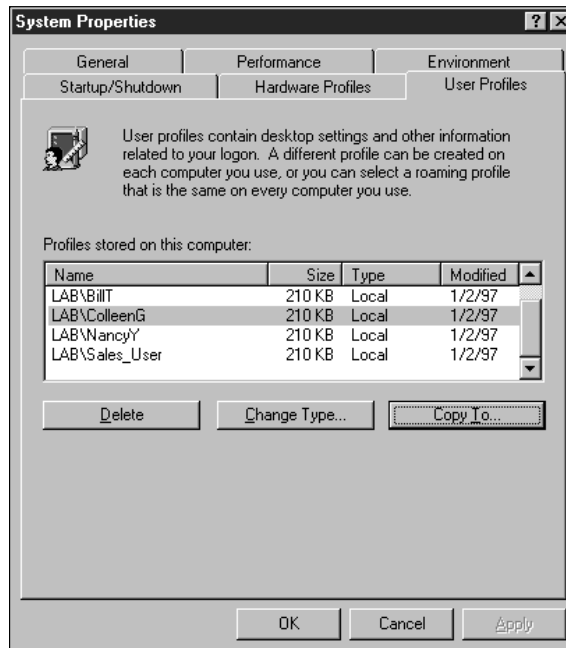 System Properties
General Performance Environment
Startup/Shutdown Hardware Profiles User Profiles
User profiles contain desktop settings and other information
related to your logon. A different profile can be created on
each computer you use, or you can select a roaming profile
that is the same on every computer you use.
Profiles stored on this computer:
Name Size Type Modified
LAB\BillT 210 KB Local 1/2/97
LAB\ColleenG 210 KB Local 1/2/97
LAB\NancyY 210 KB Local 1/2/97
LAB\Sales_User 210 KB Local 1/2/97
Delete Change Type... Copy To...
OK Cancel Apply